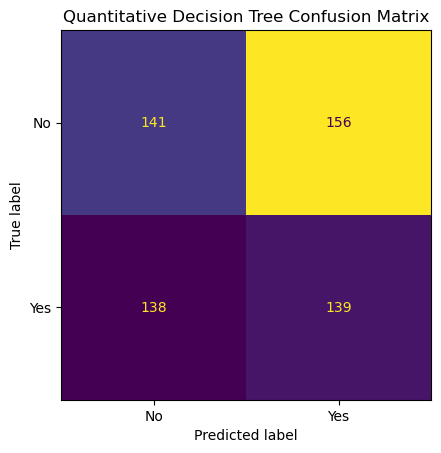 Quantitative Decision Tree Confusion Matrix
True label
No
141
156
Yes
138
139
No
Yes
Predicted label